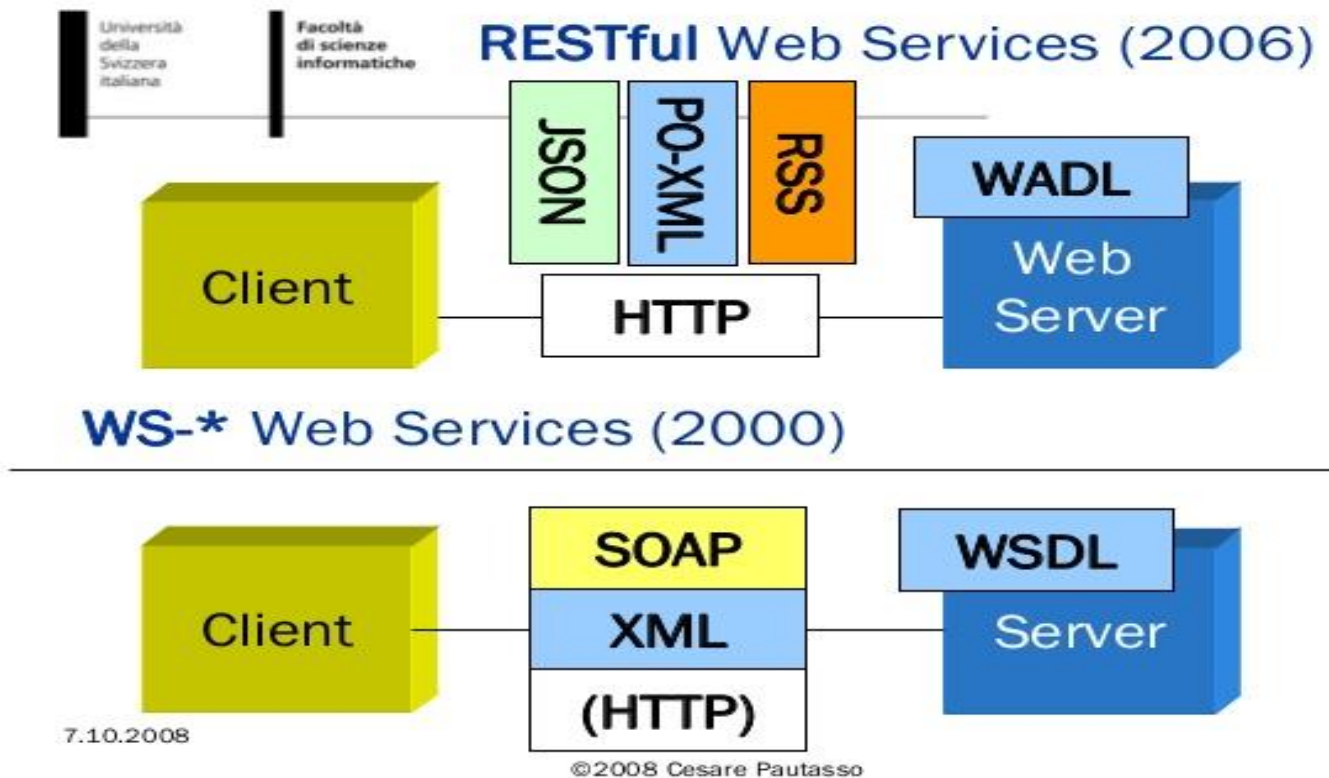 Università
della
Svizzera
italiana
Facoltà
di scienze
informatiche
RESTful Web Services (2006)
JSON
PO-XML
RSS
WADL
Client
HTTP
Web
Server
WS-* Web Services (2000)
Client
SOAP
XML
(HTTP)
WSDL
Server
7.10.2008
©2008 Cesare Pautasso